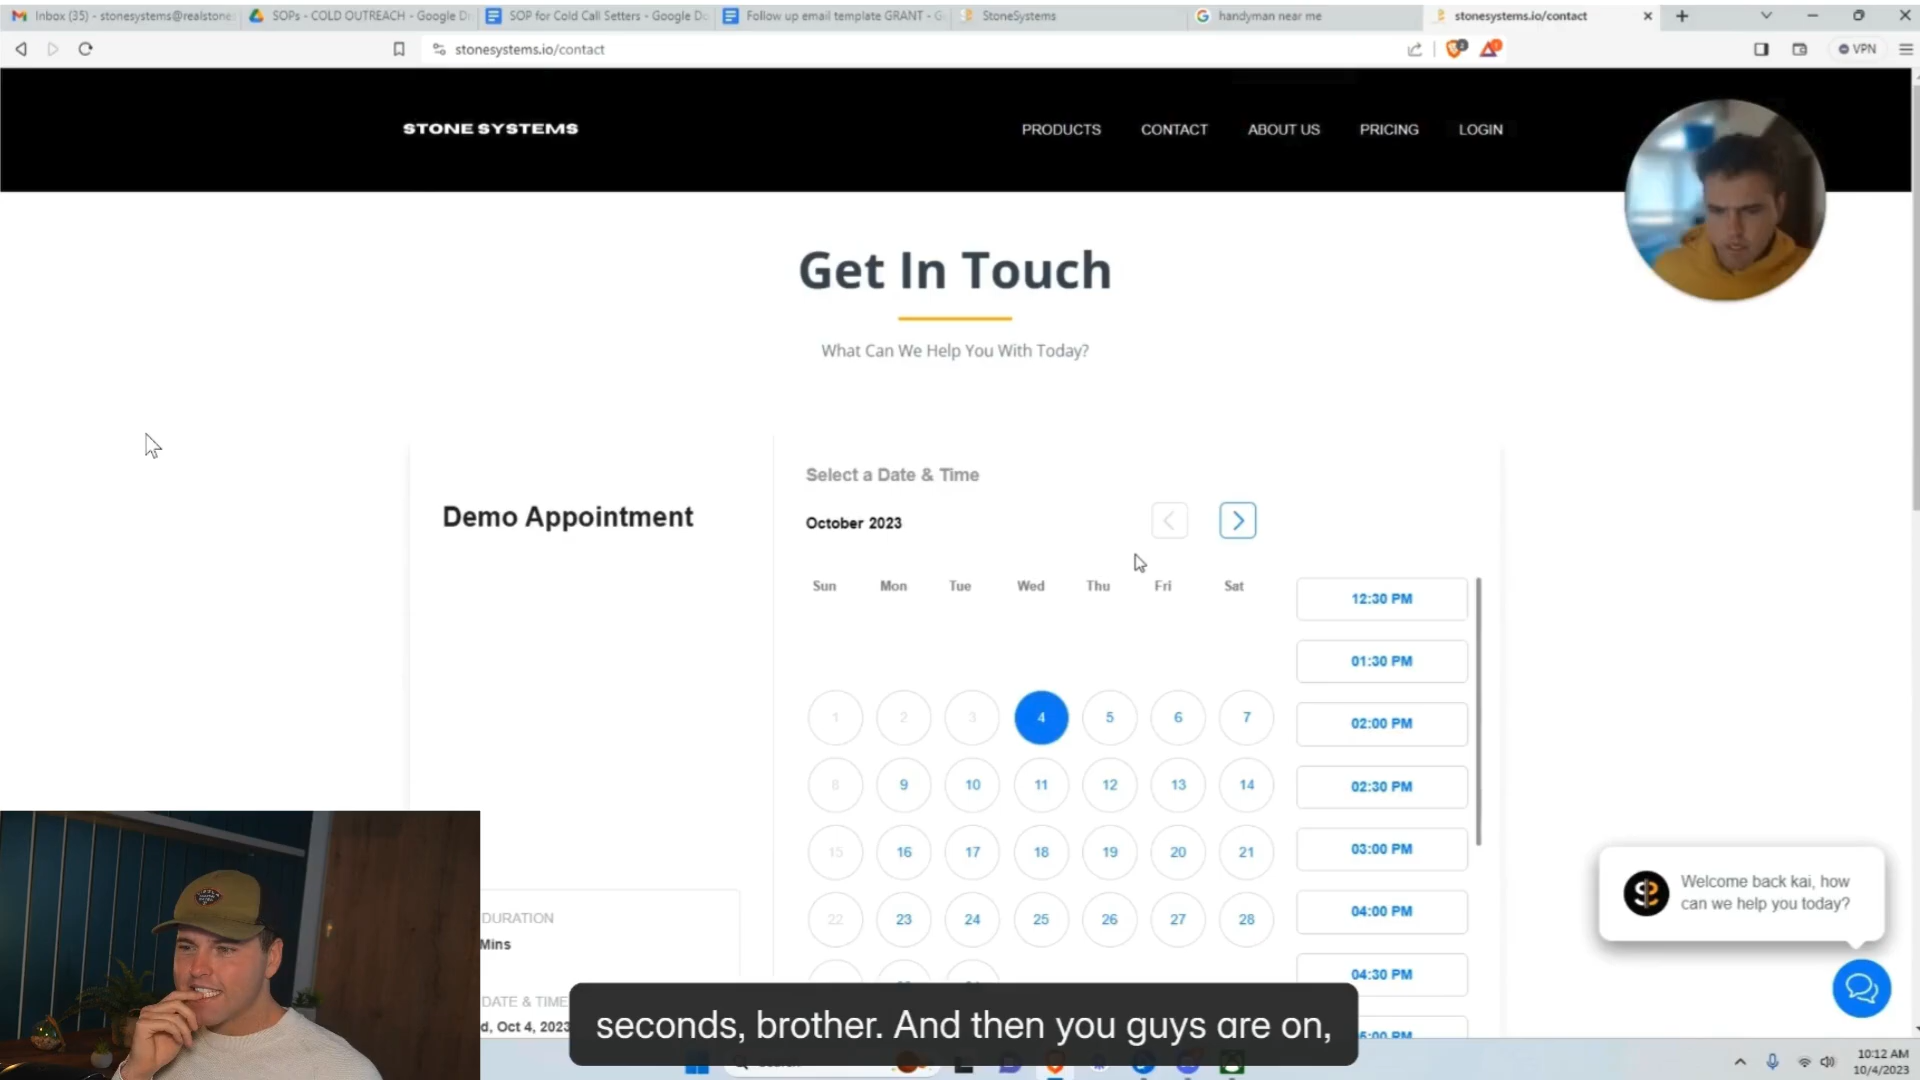 Inbox (35) - stonesystems@realstone
SOPs - COLD OUTREACH - Google D
SOP for Cold Call Setters - Google Do
Follow up email template GRANT - G
StoneSystems
handyman near me
stonesystems.io/contact
stonesystems.io/contact
VPN
STONE SYSTEMS
PRODUCTS
CONTACT
ABOUT US
PRICING
LOGIN
Get In Touch
What Can We Help You With Today?
Demo Appointment
Select a Date & Time
October 2023
Sun Mon Tue Wed Thu Fri Sat
1 2 3 4 5 6 7
8 9 10 11 12 13 14
15 16 17 18 19 20 21
22 23 24 25 26 27 28
12:30 PM
01:30 PM
02:00 PM
02:30 PM
03:00 PM
04:00 PM
04:30 PM
DURATION
Mins
DATE & TIME
d, Oct 4, 2023
Welcome back kai, how
can we help you today?
seconds, brother. And then you guys are on,
10:12 AM
10/4/2023